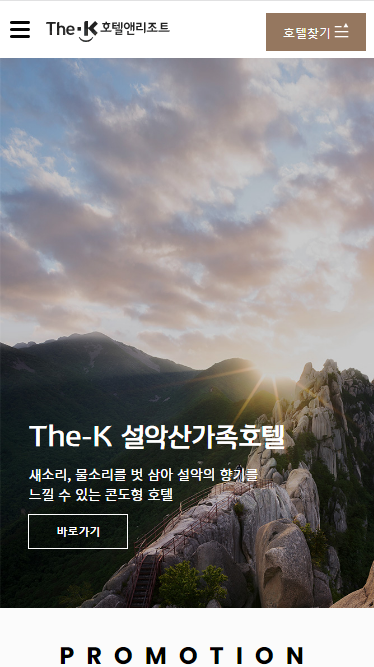 The-K 호텔앤리조트
호텔찾기
The-K 설악산가족호텔
새소리, 물소리를 벗 삼아 설악의 향기를
느낄 수 있는 콘도형 호텔
바로가기
PROMOTION